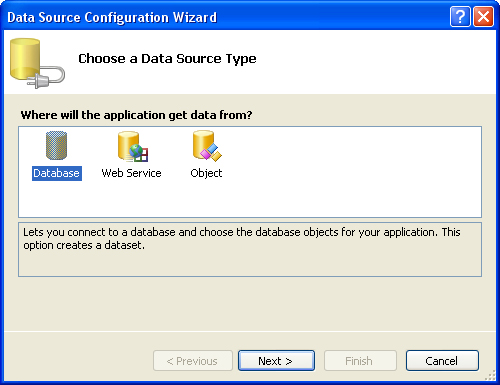 Data Source Configuration Wizard
Choose a Data Source Type
Where will the application get data from?
Database Web Service Object
Lets you connect to a database and choose the database objects for your application. This
option creates a dataset.
< Previous Next > Finish Cancel